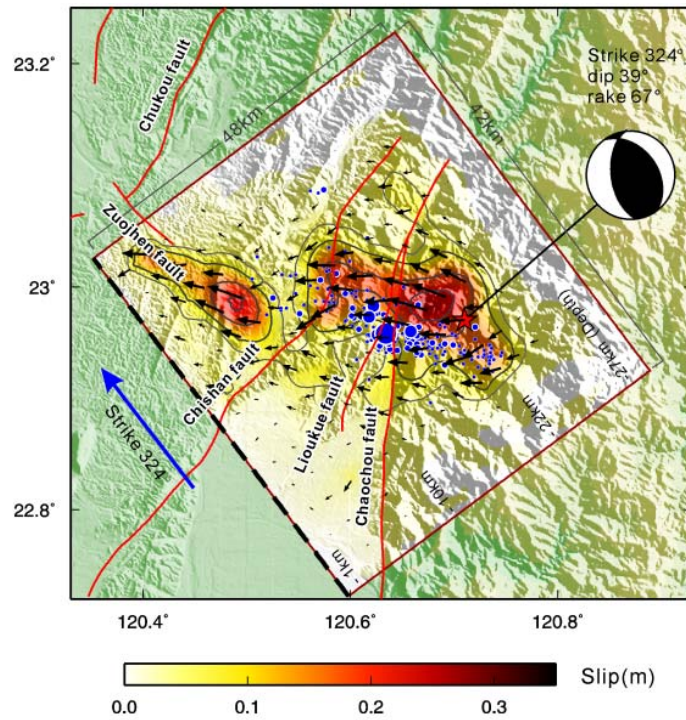 23.2°
23°
22.8°
120.4°
120.6°
120.8°
Strike 324°
dip 39°
rake 67°
48km
42km
Chukou fault
Zuojhen fault
Chishan fault
Lioukue fault
Chaochou fault
Strike 324°
-27km (Depth)
-22km
-10km
-1km
Slip(m)
0.0
0.1
0.2
0.3